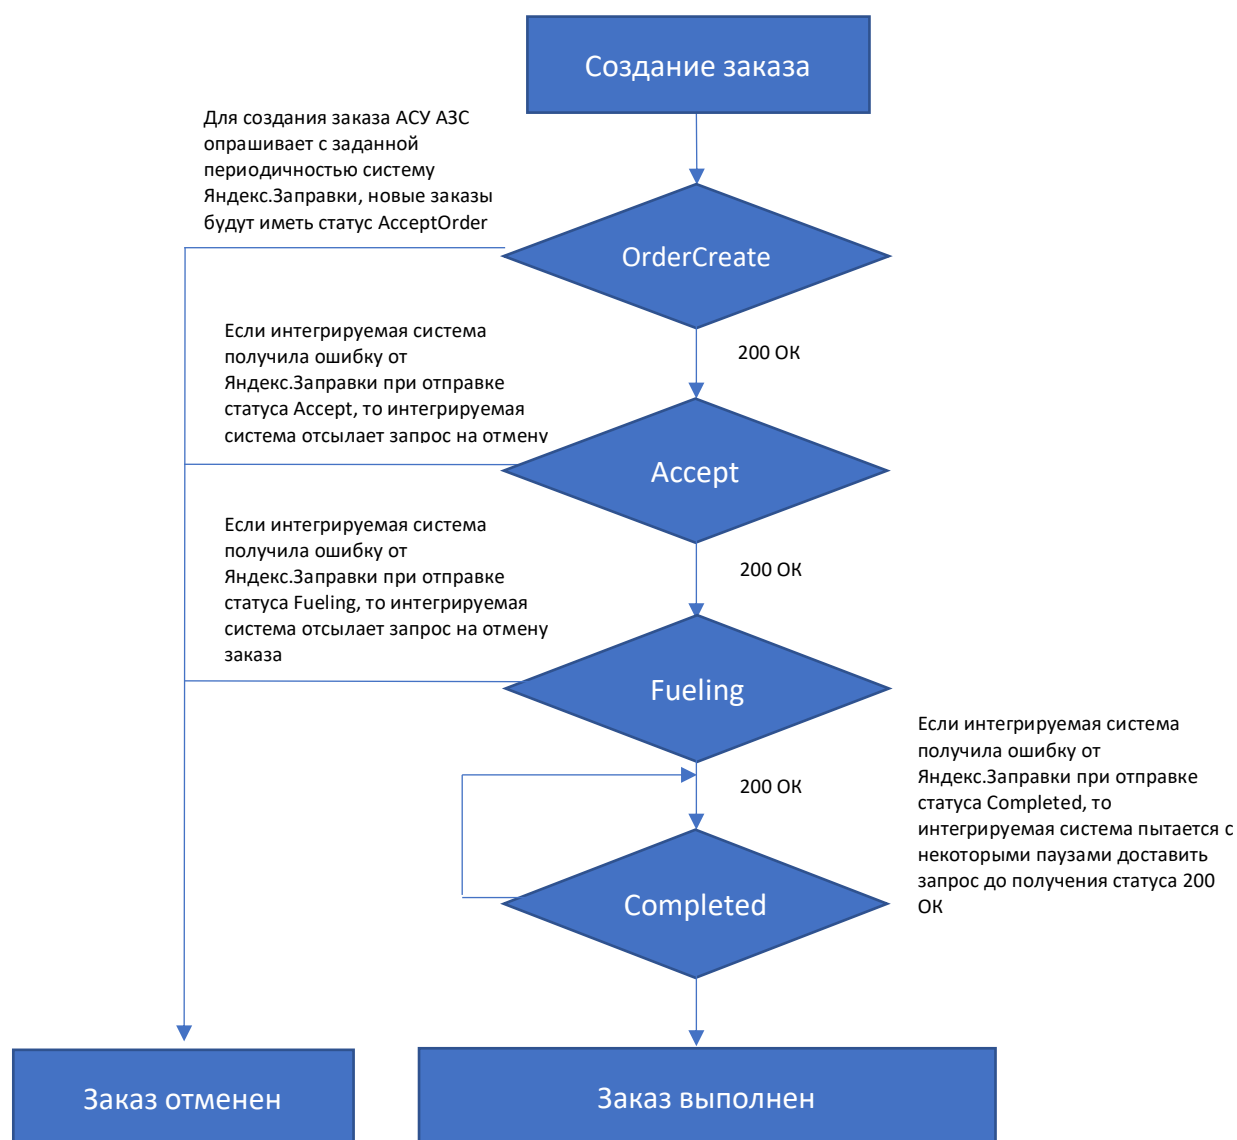 Создание заказа
Для создания заказа АСУ АЗС
опрашивает с заданной
периодичностью систему
Яндекс.Заправки, новые заказы
будут иметь статус AcceptOrder
OrderCreate
200 ОК
Если интегрируемая система
получила ошибку от
Яндекс.Заправки при отправке
статуса Accept, то интегрируемая
система отсылает запрос на отмену
Accept
200 ОК
Если интегрируемая система
получила ошибку от
Яндекс.Заправки при отправке
статуса Fueling, то интегрируемая
система отсылает запрос на отмену
заказа
Fueling
200 ОК
Если интегрируемая система
получила ошибку от
Яндекс.Заправки при отправке
статуса Completed, то
интегрируемая система пытается с
некоторыми паузами доставить
запрос до получения статуса 200
ОК
Completed
Заказ отменен
Заказ выполнен